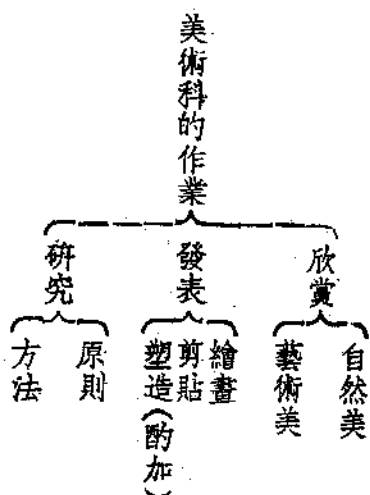 美術科的作業
欣賞
自然美
藝術美
發表
繪畫
剪貼
塑造(酌加)
研究
原則
方法